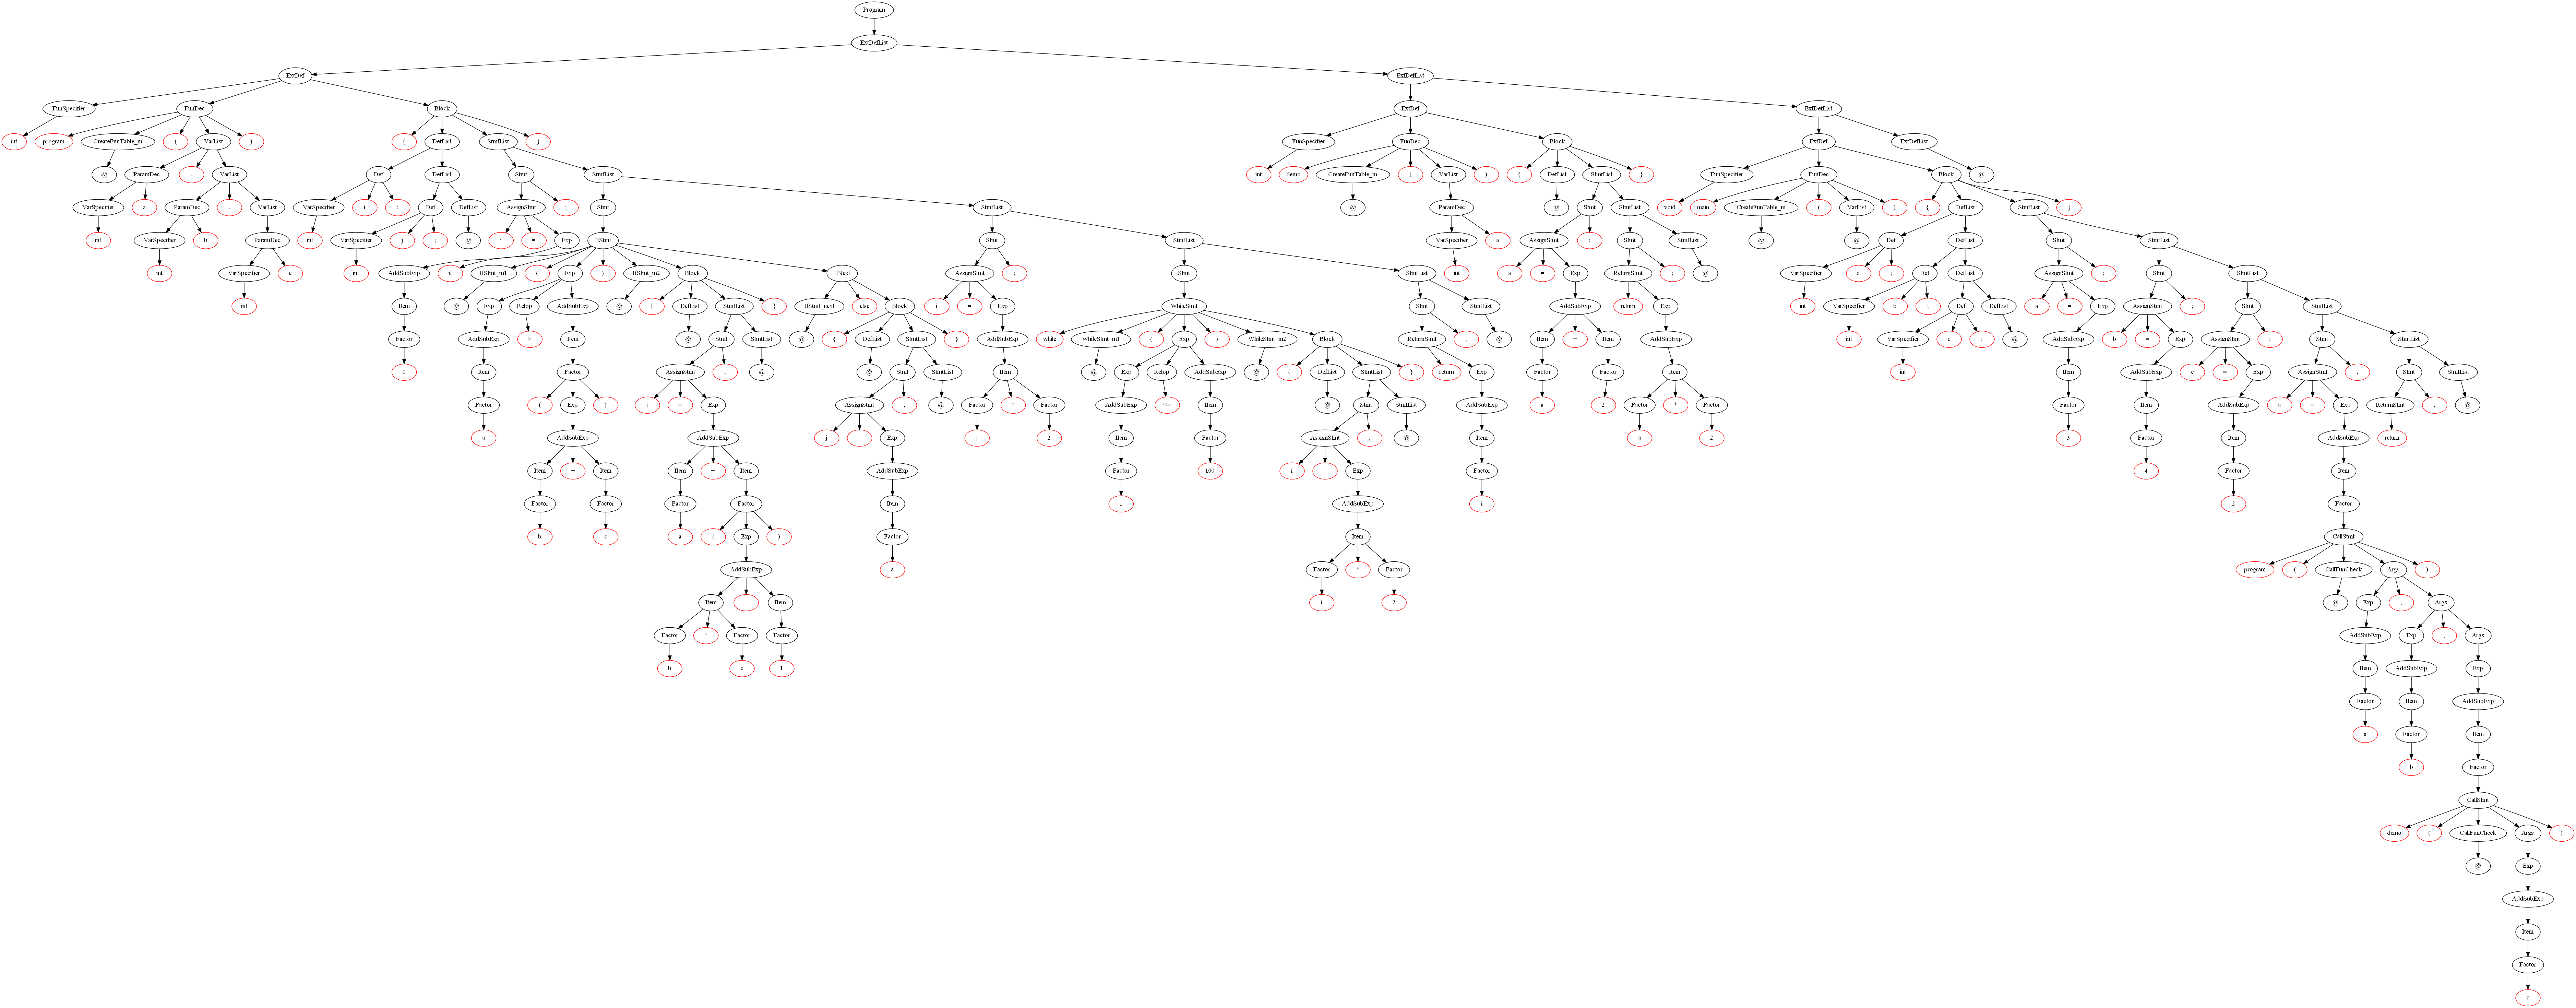 Program
ExtDefList
ExtDef ExtDefList
FunSpecifier FunDec Block ExtDef ExtDefList
int program CreateFunTable_m ( VarList ) { DefList StmtList } FunSpecifier FunDec Block ExtDef ExtDefList
@ ParamDec , VarList Def DefList Stmt StmtList int demo CreateFunTable_m ( VarList ) { DefList StmtList } FunSpecifier FunDec Block @
VarSpecifier a ParamDec , VarList VarSpecifier i ; Def DefList AssignStmt ; Stmt StmtList @ ParamDec @ Stmt StmtList void main CreateFunTable_m ( VarList ) { DefList StmtList }
int VarSpecifier b ParamDec int VarSpecifier j ; @ i = Exp IfStmt Stmt StmtList VarSpecifier a AssignStmt ; Stmt StmtList @ @ Def DefList Stmt StmtList
int VarSpecifier c int AddSubExp if IfStmt_m1 ( Exp ) IfStmt_m2 Block IfNext AssignStmt ; Stmt StmtList int a = Exp ReturnStmt ; @ VarSpecifier a ; Def DefList AssignStmt ; Stmt StmtList
int Item @ Exp Relop AddSubExp @ { DefList StmtList } IfStmt_next else Block i = Exp WhileStmt Stmt StmtList AddSubExp return Exp int VarSpecifier b ; Def DefList a = Exp AssignStmt ; Stmt StmtList
Factor AddSubExp > Item @ Stmt StmtList @ { DefList StmtList } AddSubExp while WhileStmt_m1 ( Exp ) WhileStmt_m2 Block ReturnStmt ; @ Item + Item AddSubExp int VarSpecifier c ; @ AddSubExp b = Exp AssignStmt ; Stmt StmtList
0 Item Factor AssignStmt ; @ @ Stmt StmtList Item @ Exp Relop AddSubExp @ { DefList StmtList } return Exp Factor Factor Item int Item AddSubExp c = Exp AssignStmt ; Stmt StmtList
Factor ( Exp ) j = Exp AssignStmt ; @ Factor * Factor AddSubExp <= Item @ Stmt StmtList AddSubExp a 2 Factor * Factor Factor Item AddSubExp a = Exp ReturnStmt ; @
a AddSubExp AddSubExp j = Exp j 2 Item Factor AssignStmt ; @ Item a 2 3 Factor Item AddSubExp return
Item + Item Item + Item AddSubExp Factor 100 i = Exp Factor 4 Factor Item
Factor Factor Factor Factor Item i AddSubExp i 2 Factor
b c a ( Exp ) Factor Item CallStmt
AddSubExp a Factor * Factor program ( CallFunCheck Args )
Item + Item i 2 @ Exp , Args
Factor * Factor Factor AddSubExp Exp , Args
b c 1 Item AddSubExp Exp
Factor Item AddSubExp
a Factor Item
b Factor
CallStmt
demo ( CallFunCheck Args )
@ Exp
AddSubExp
Item
Factor
c